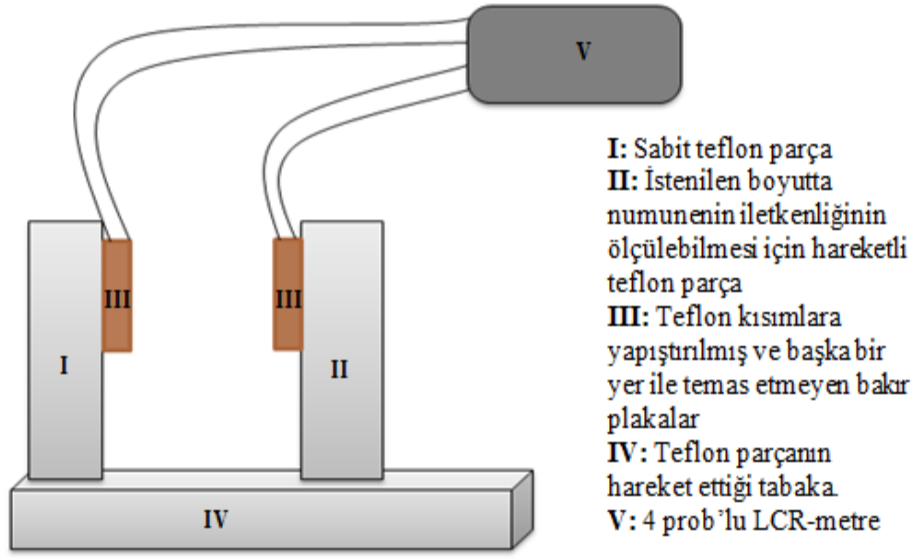 V
I: Sabit teflon parça
II: İstenilen boyutta
numunenin iletkenliğinin
ölçülebilmesi için hareketli
teflon parça
III: Teflon kısımlara
yapıştırılmış ve başka bir
yer ile temas etmeyen bakır
plakalar
IV: Teflon parçanın
hareket ettiği tabaka.
V: 4 prob’lu LCR-metre
III
III
I
II
IV